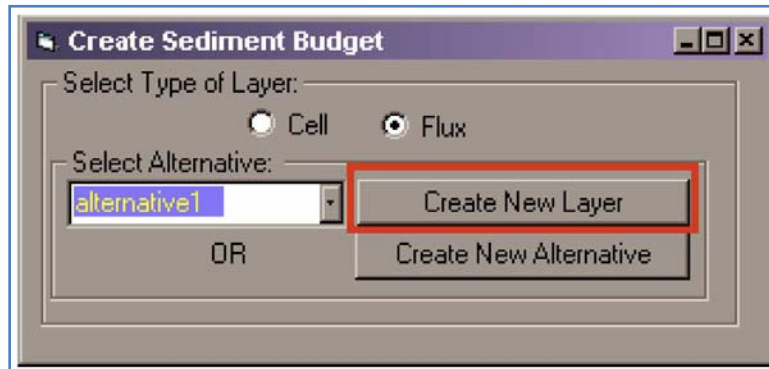 Create Sediment Budget
Select Type of Layer:
Cell Flux
Select Alternative:
alternative1 Create New Layer
OR Create New Alternative